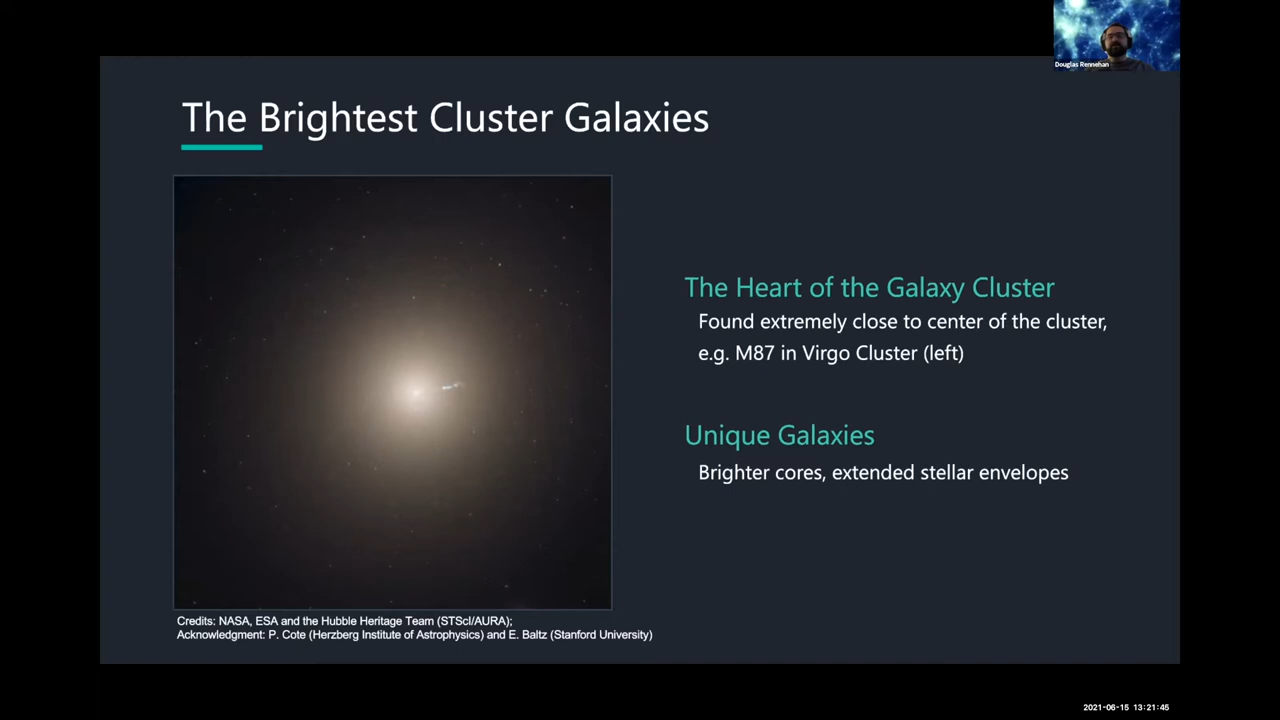 Douglas Rennehan
The Brightest Cluster Galaxies
The Heart of the Galaxy Cluster
Found extremely close to center of the cluster,
e.g. M87 in Virgo Cluster (left)
Unique Galaxies
Brighter cores, extended stellar envelopes
Credits: NASA, ESA and the Hubble Heritage Team (STScI/AURA);
Acknowledgment: P. Cote (Herzberg Institute of Astrophysics) and E. Baltz (Stanford University)
2021-06-15 13:21:45